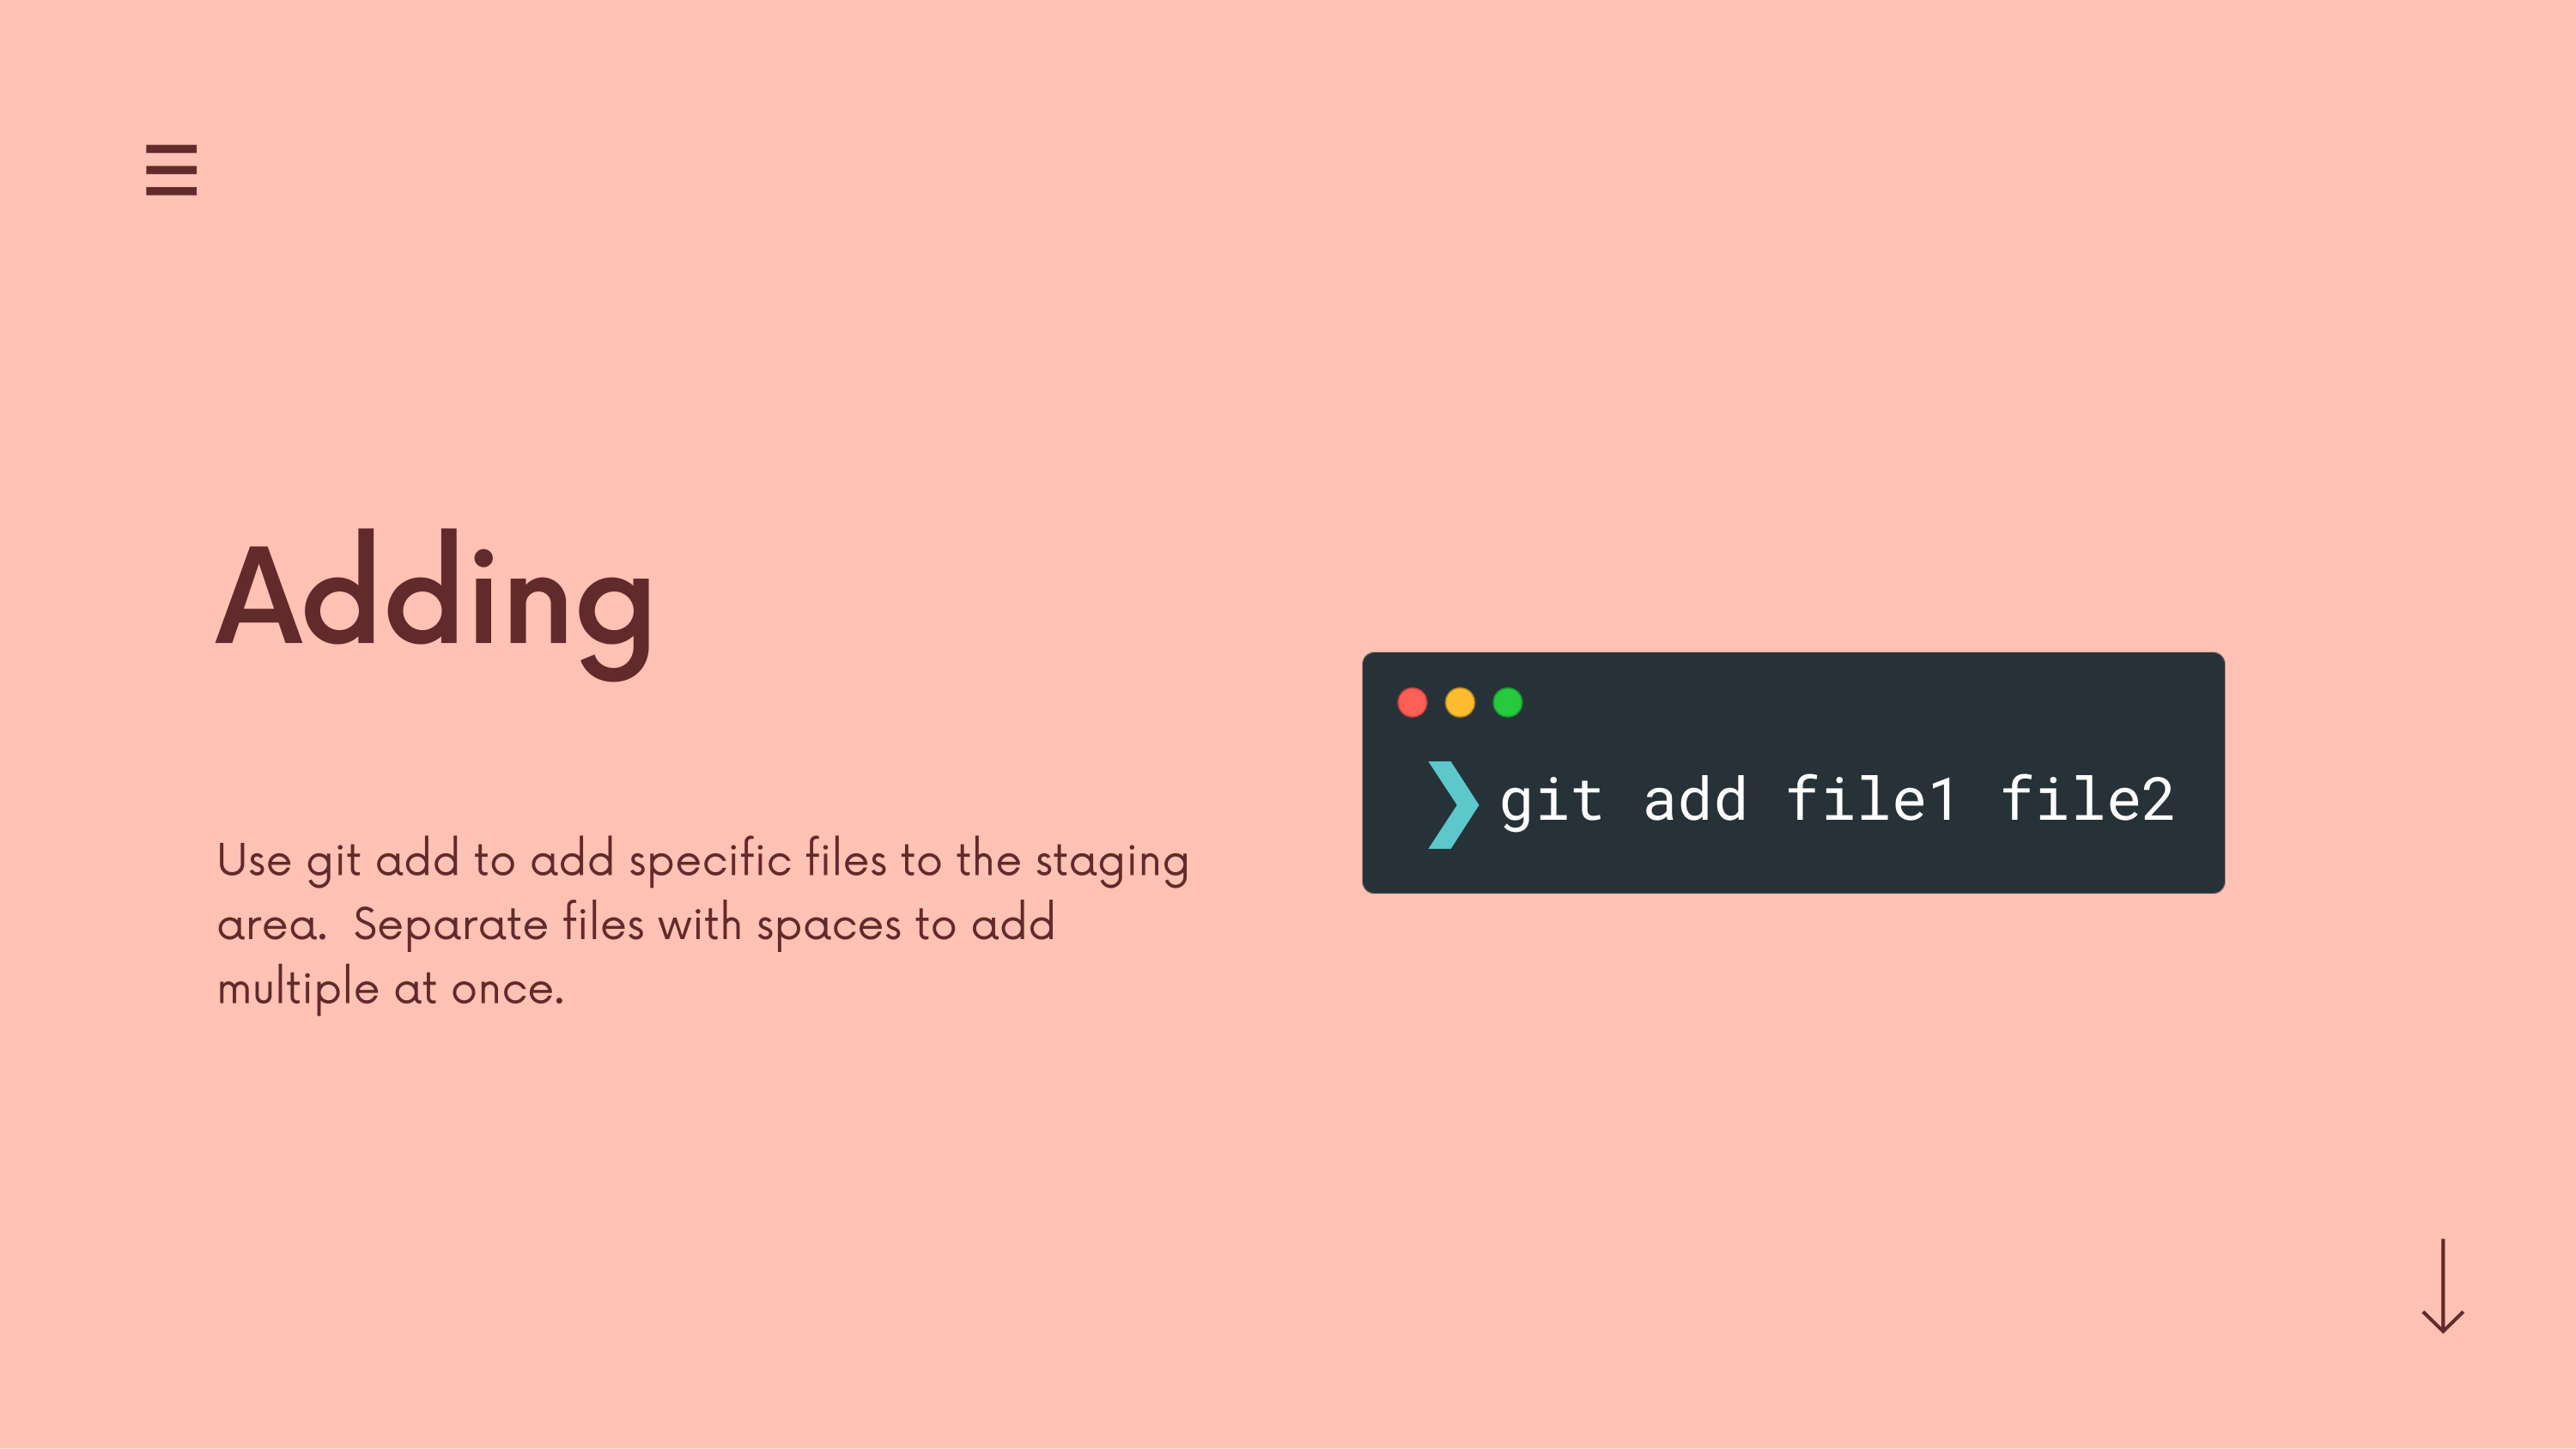 Adding
Use git add to add specific files to the staging
area.  Separate files with spaces to add
multiple at once.
❯ git add file1 file2